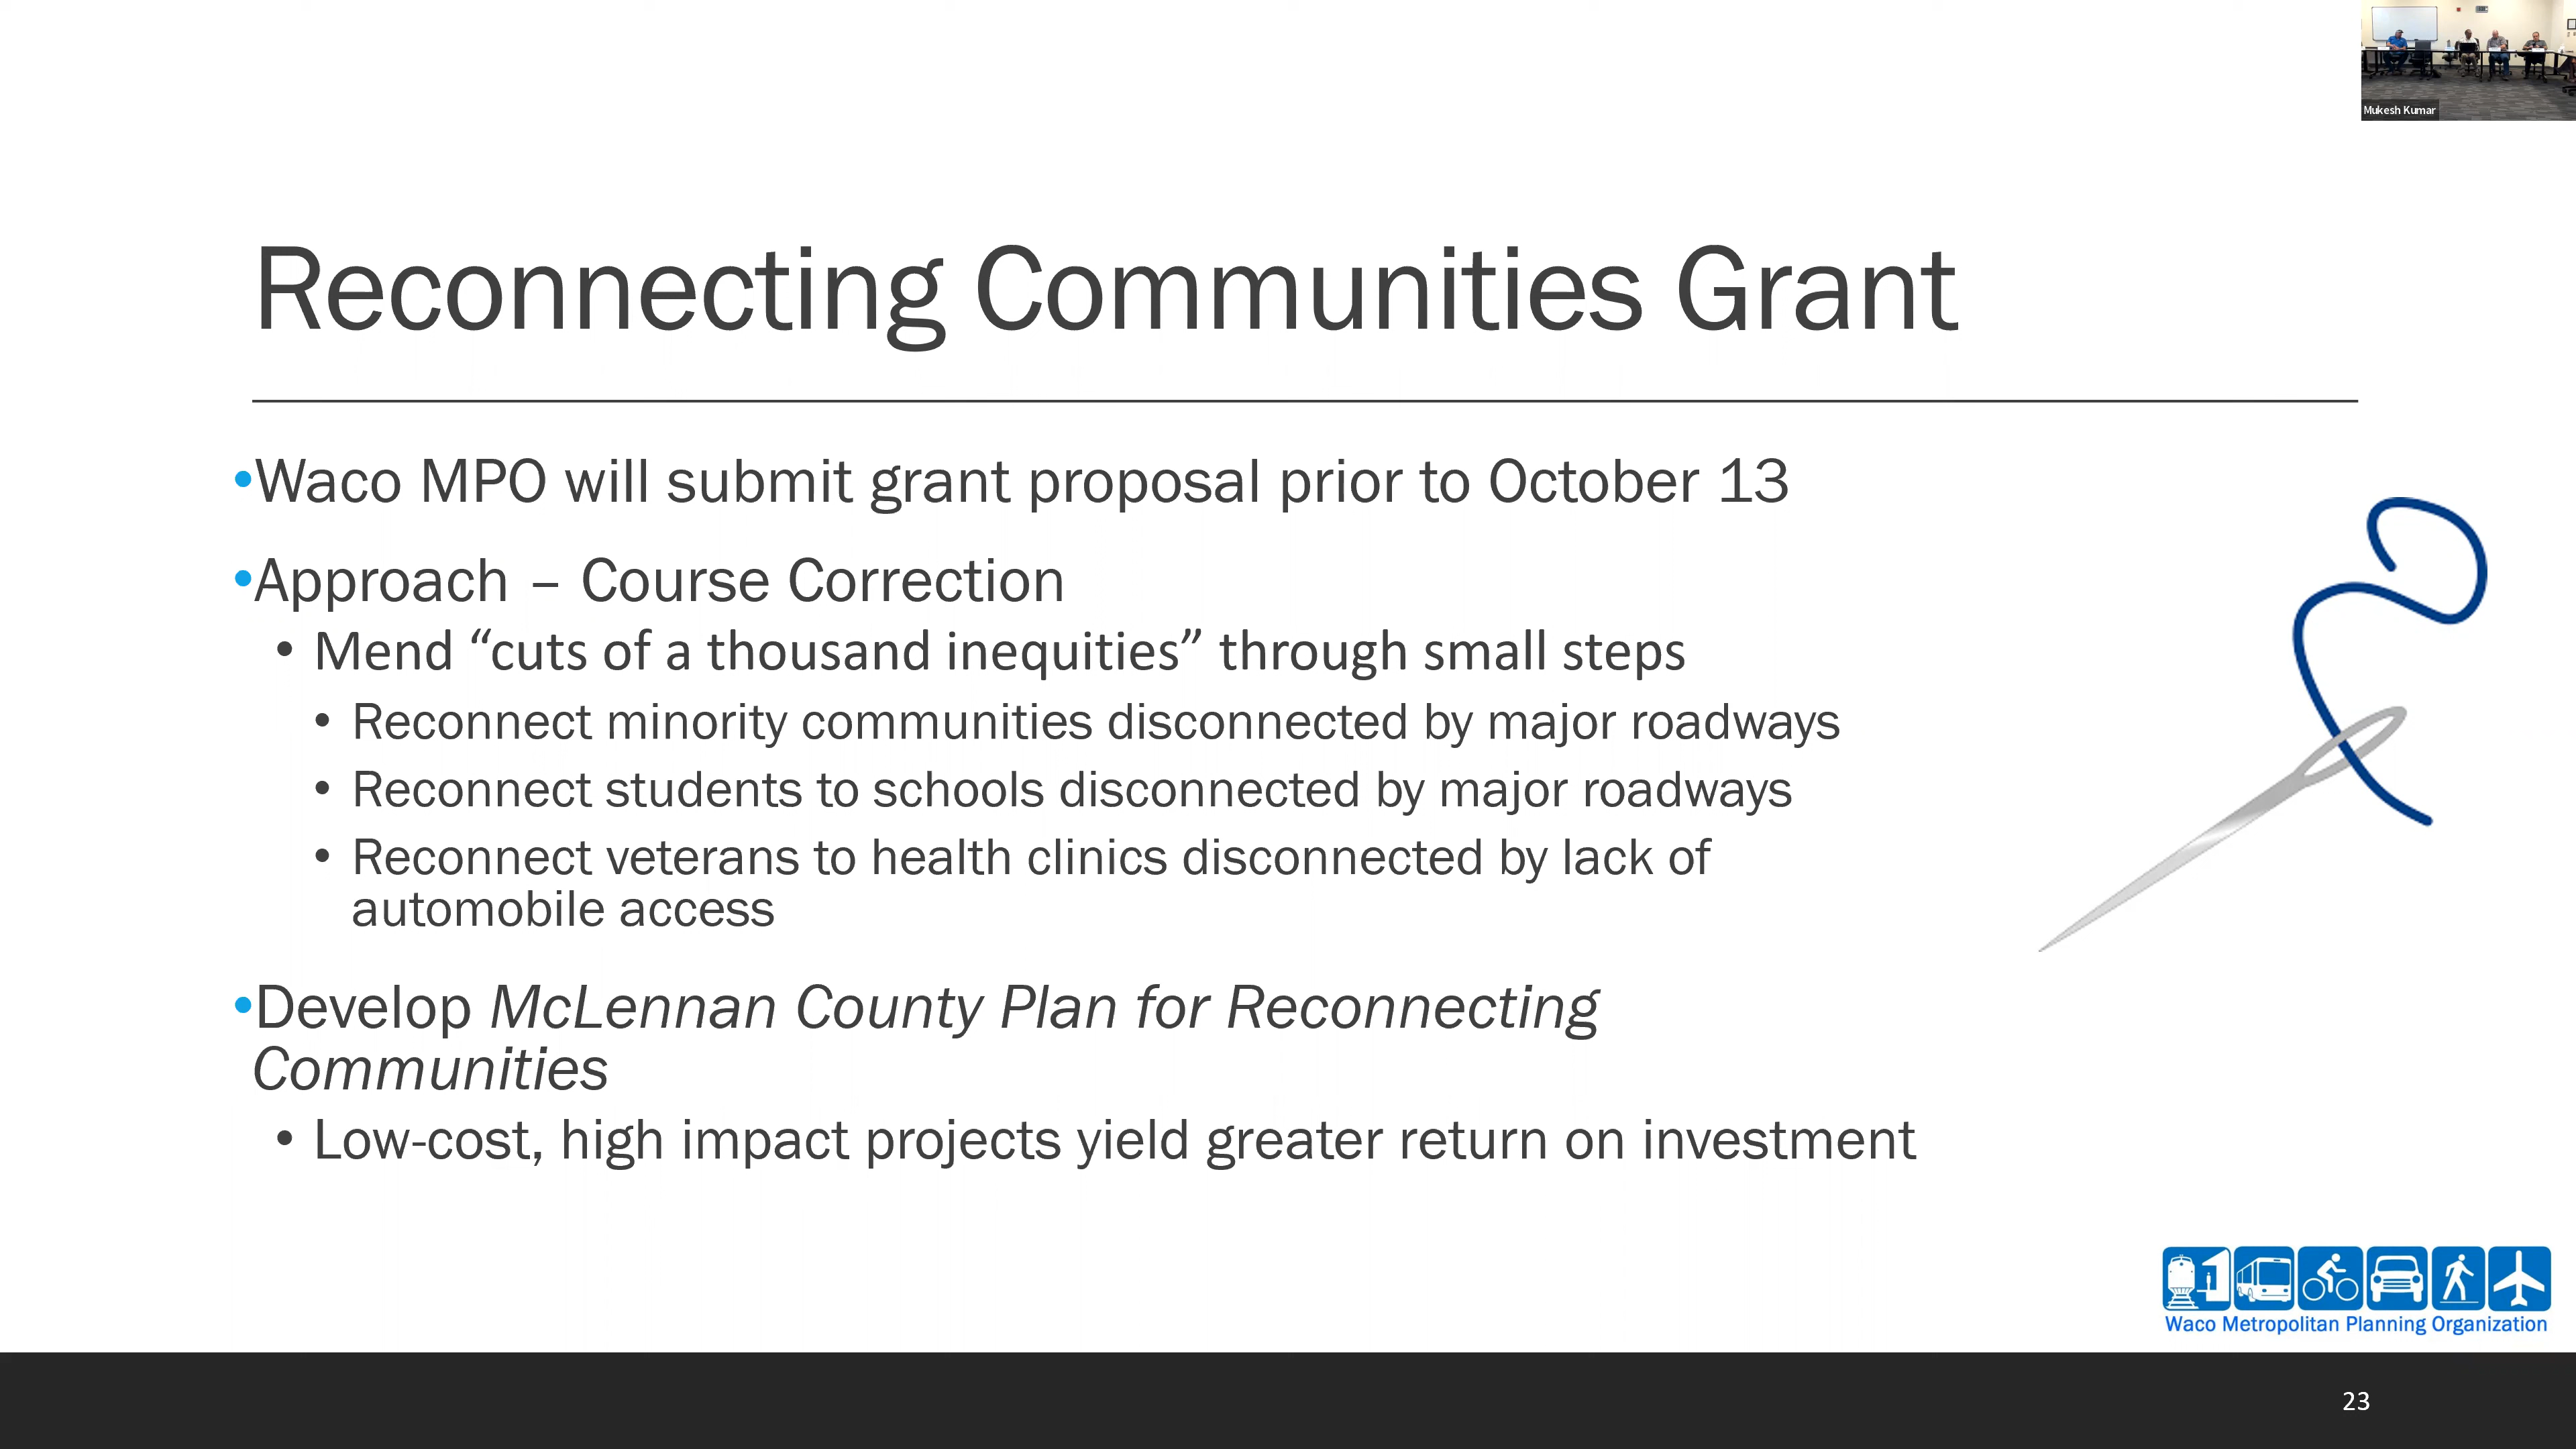 Mukesh Kumar
Reconnecting Communities Grant
•Waco MPO will submit grant proposal prior to October 13
•Approach – Course Correction
• Mend “cuts of a thousand inequities” through small steps
• Reconnect minority communities disconnected by major roadways
• Reconnect students to schools disconnected by major roadways
• Reconnect veterans to health clinics disconnected by lack of
automobile access
•Develop McLennan County Plan for Reconnecting
Communities
• Low-cost, high impact projects yield greater return on investment
Waco Metropolitan Planning Organization
23